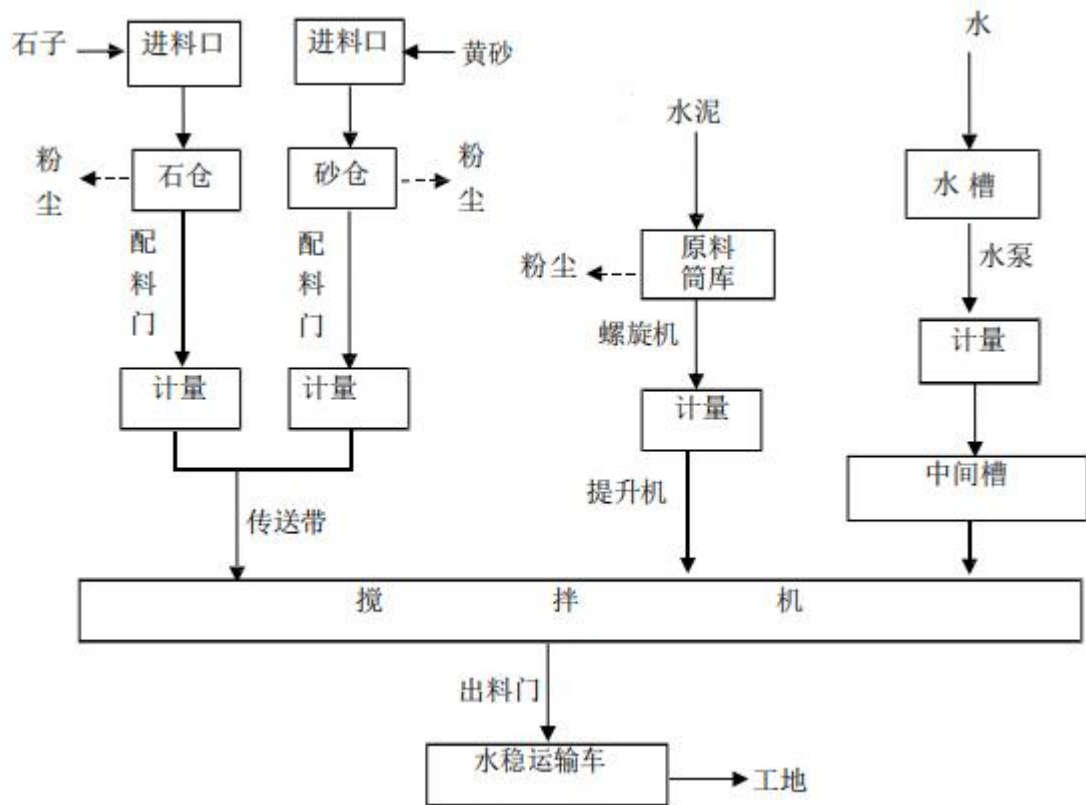 石子
进料口
进料口
黄砂
水
水泥
粉尘
石仓
砂仓
粉尘
水槽
配料门
配料门
粉尘
原料
筒库
水泵
螺旋机
计量
计量
计量
计量
提升机
中间槽
传送带
搅拌机
出料门
水稳运输车
工地